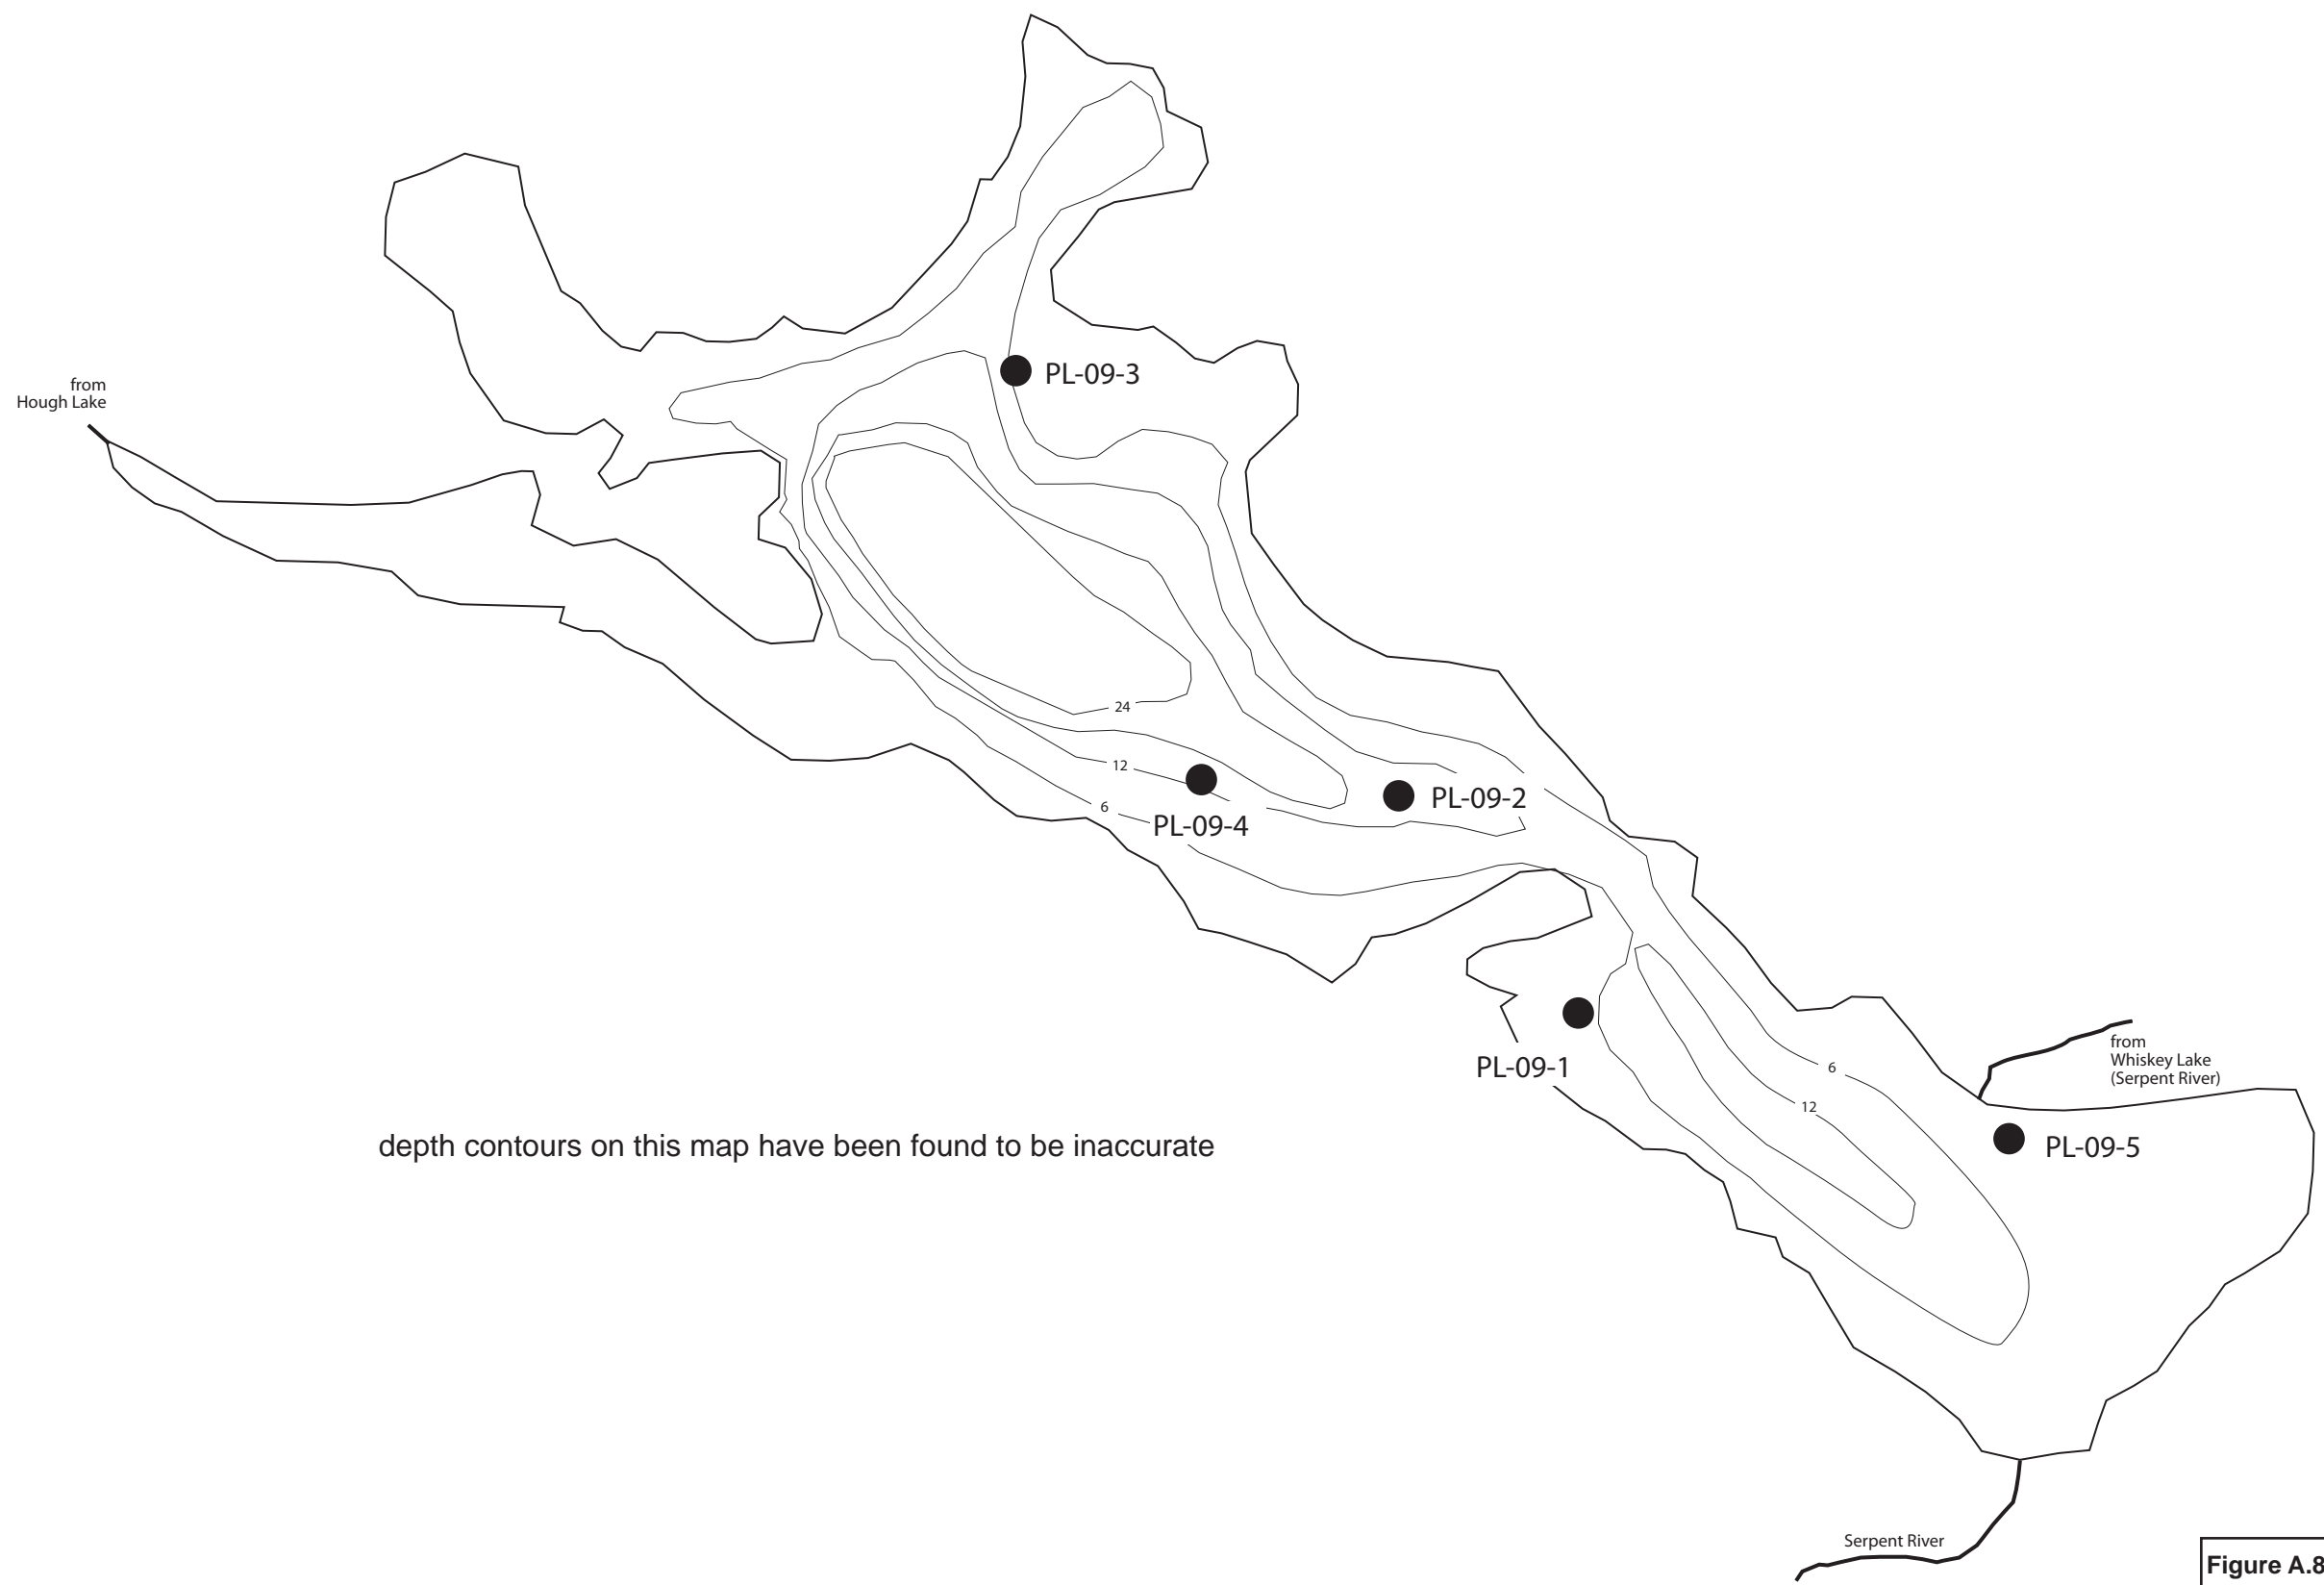 from
Hough Lake
PL-09-3
24
12
6
PL-09-4
PL-09-2
PL-09-1
6
12
from
Whiskey Lake
(Serpent River)
PL-09-5
depth contours on this map have been found to be inaccurate
Serpent River
Figure A.8